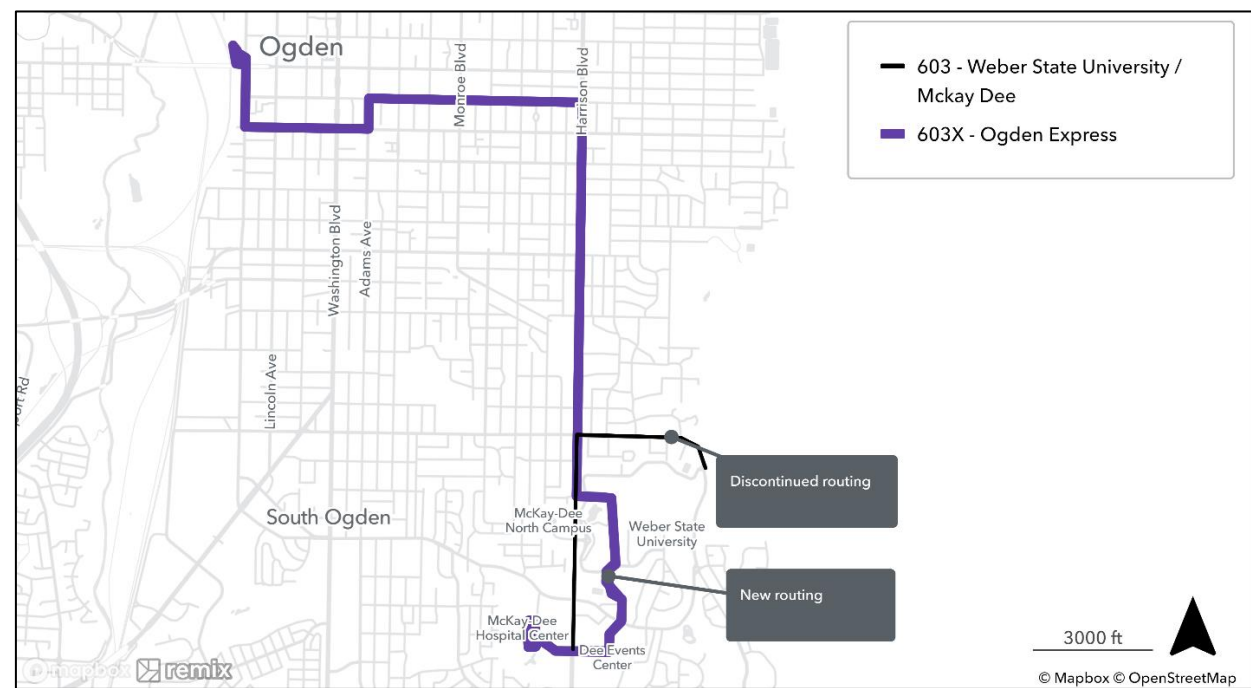 Ogden
Monroe Blvd
Harrison Blvd
603 - Weber State University /
Mckay Dee
603X - Ogden Express
Washington Blvd
Adams Ave
Lincoln Ave
Discontinued routing
South Ogden
McKay-Dee
North Campus
Weber State
University
New routing
McKay-Dee
Hospital Center
Dee Events
Center
3000 ft
mapbox remix
© Mapbox © OpenStreetMap